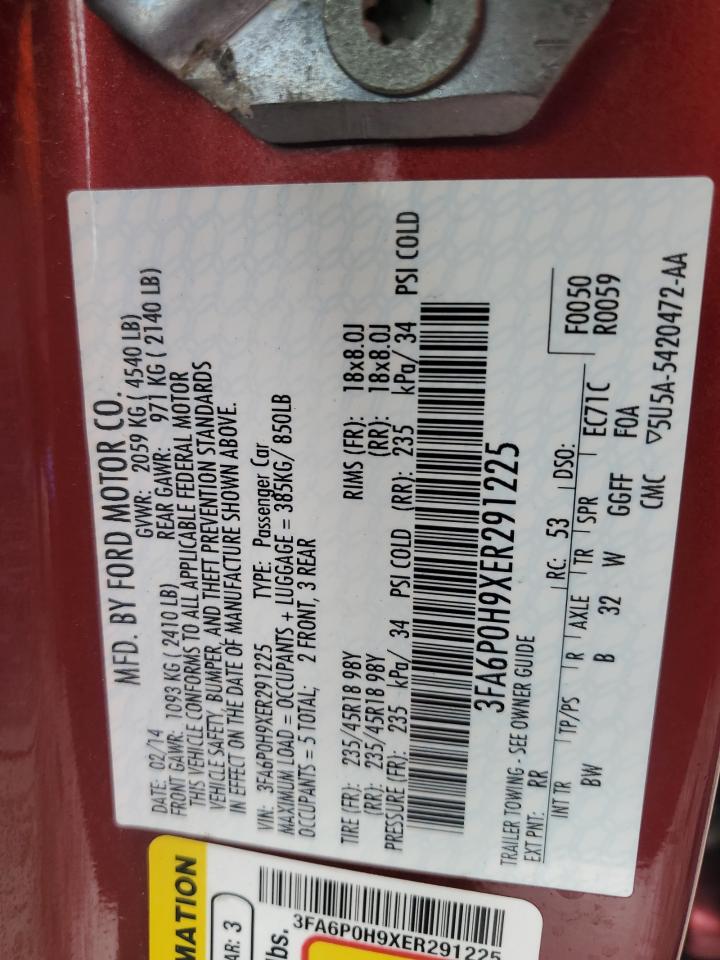 MFD. BY FORD MOTOR CO.
DATE: 02/14 GVWR: 2059 KG ( 4540 LB)
FRONT GAWR: 1093 KG ( 2410 LB) REAR GAWR: 971 KG ( 2140 LB)
THIS VEHICLE CONFORMS TO ALL APPLICABLE FEDERAL MOTOR
VEHICLE SAFETY, BUMPER, AND THEFT PREVENTION STANDARDS
IN EFFECT ON THE DATE OF MANUFACTURE SHOWN ABOVE.
VIN: 3FA6P0H9XER291225 TYPE: Passenger Car
MAXIMUM LOAD = OCCUPANTS + LUGGAGE = 385KG/ 850LB
OCCUPANTS = 5 TOTAL; 2 FRONT, 3 REAR
TIRE (FR): 235/45R18 98Y RIMS (FR): 18x8.0J
(RR): 235/45R18 98Y (RR): 18x8.0J
PRESSURE (FR): 235 kPa/ 34 PSI COLD (RR): 235 kPa/ 34 PSI COLD
3FA6P0H9XER291225
TRAILER TOWING - SEE OWNER GUIDE
EXT PNT: RR RC: 53 DSO: F0050
R0059
INT TR TP/PS R AXLE TR SPR EC71C
BW B 32 W GGFF F0A
CMC ▽5U5A-5420472-AA
MATION
AR: 3
lbs.
3FA6P0H9XER291225